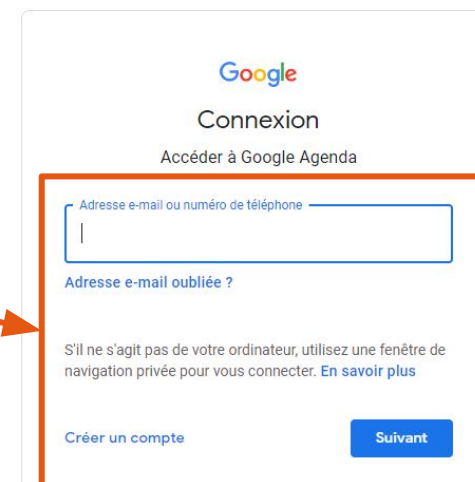 Google
Connexion
Accéder à Google Agenda
Adresse e-mail ou numéro de téléphone
Adresse e-mail oubliée ?
S'il ne s'agit pas de votre ordinateur, utilisez une fenêtre de
navigation privée pour vous connecter. En savoir plus
Créer un compte
Suivant